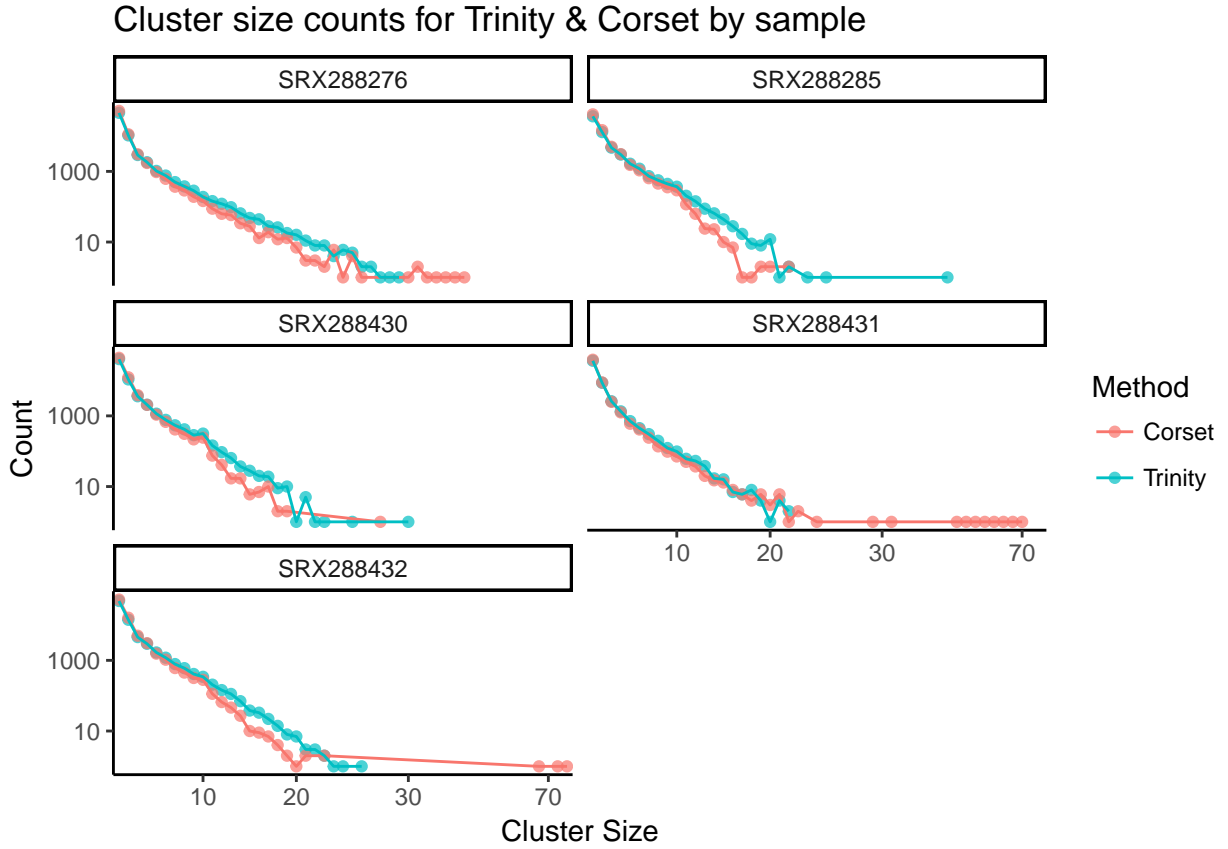 Cluster size counts for Trinity & Corset by sample
SRX288276
SRX288285
1000
10
SRX288430
SRX288431
1000
10
10
20
30
70
SRX288432
1000
10
10
20
30
70
Count
Cluster Size
Method
Corset
Trinity